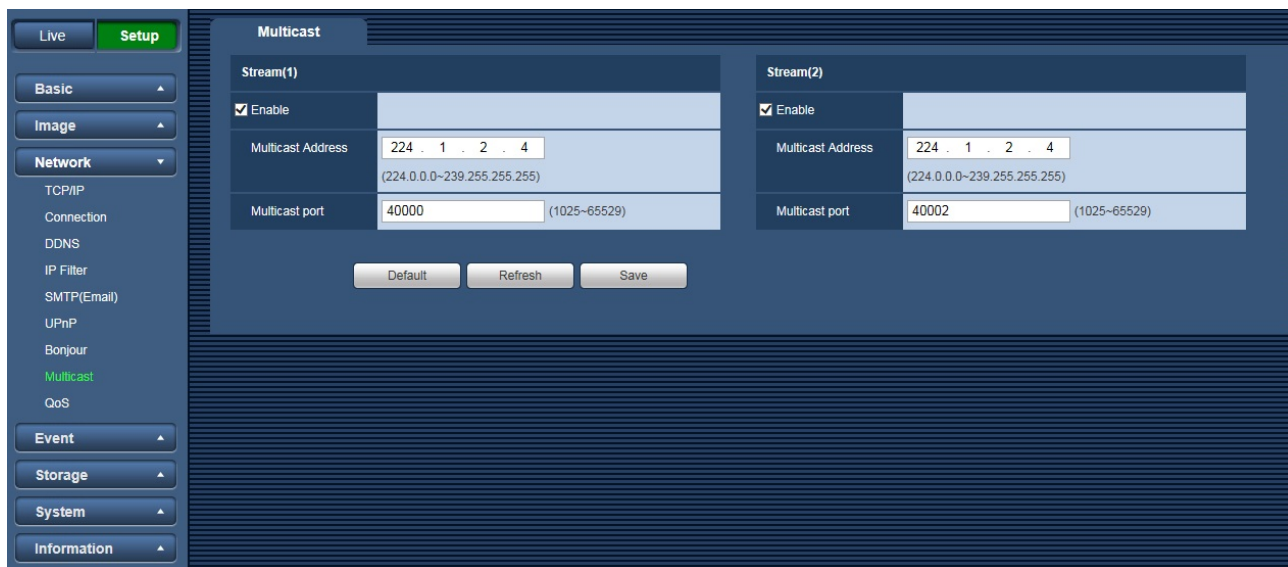 Live
Setup
Basic
Image
Network
TCP/IP
Connection
DDNS
IP Filter
SMTP(Email)
UPnP
Bonjour
Multicast
QoS
Event
Storage
System
Information
Multicast
Stream(1)
Enable
Multicast Address
224 . 1 . 2 . 4
(224.0.0.0~239.255.255.255)
Multicast port
40000
(1025~65529)
Stream(2)
Enable
Multicast Address
224 . 1 . 2 . 4
(224.0.0.0~239.255.255.255)
Multicast port
40002
(1025~65529)
Default
Refresh
Save